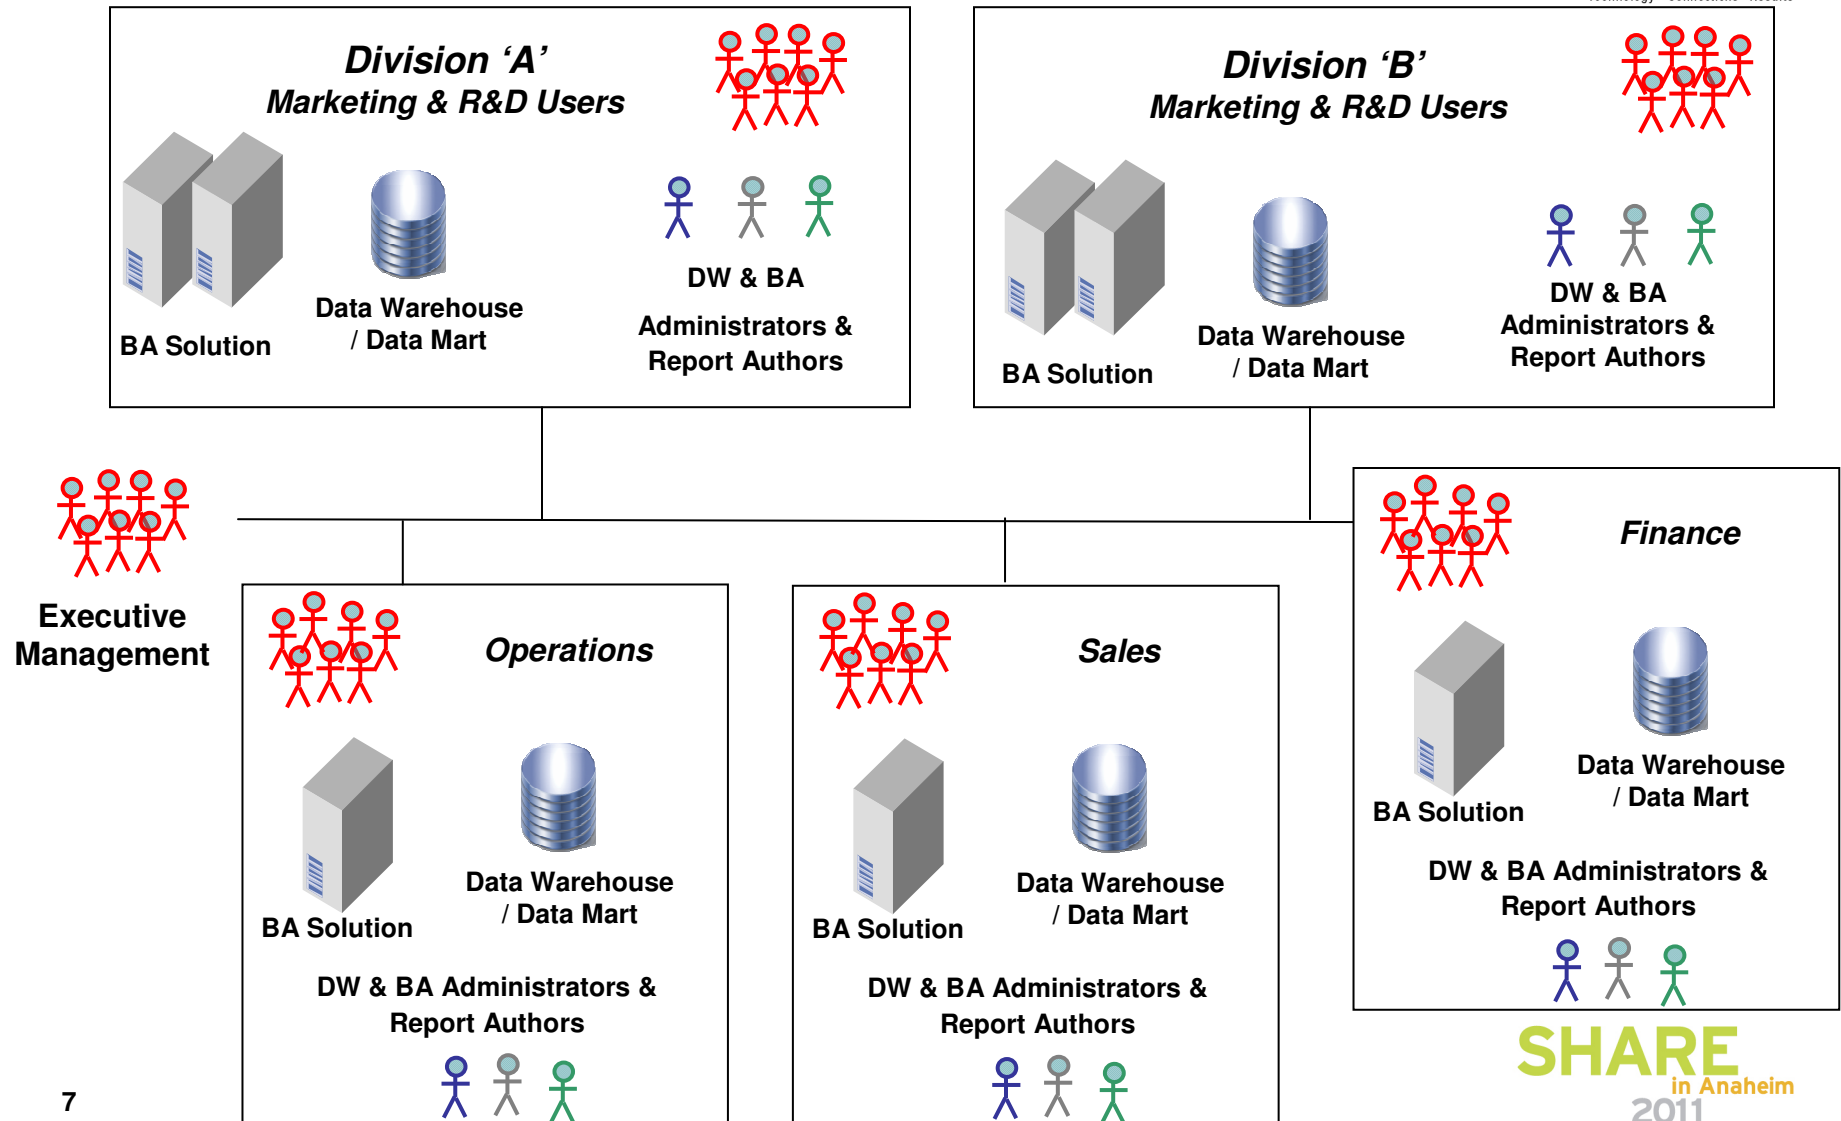 Technology · Connections · Results
Division ‘A’
Marketing & R&D Users
BA Solution
Data Warehouse
/ Data Mart
DW & BA
Administrators &
Report Authors
Division ‘B’
Marketing & R&D Users
BA Solution
Data Warehouse
/ Data Mart
DW & BA
Administrators &
Report Authors
Executive
Management
Operations
BA Solution
Data Warehouse
/ Data Mart
DW & BA Administrators &
Report Authors
Sales
BA Solution
Data Warehouse
/ Data Mart
DW & BA Administrators &
Report Authors
Finance
BA Solution
Data Warehouse
/ Data Mart
DW & BA Administrators &
Report Authors
7
SHARE
in Anaheim
2011